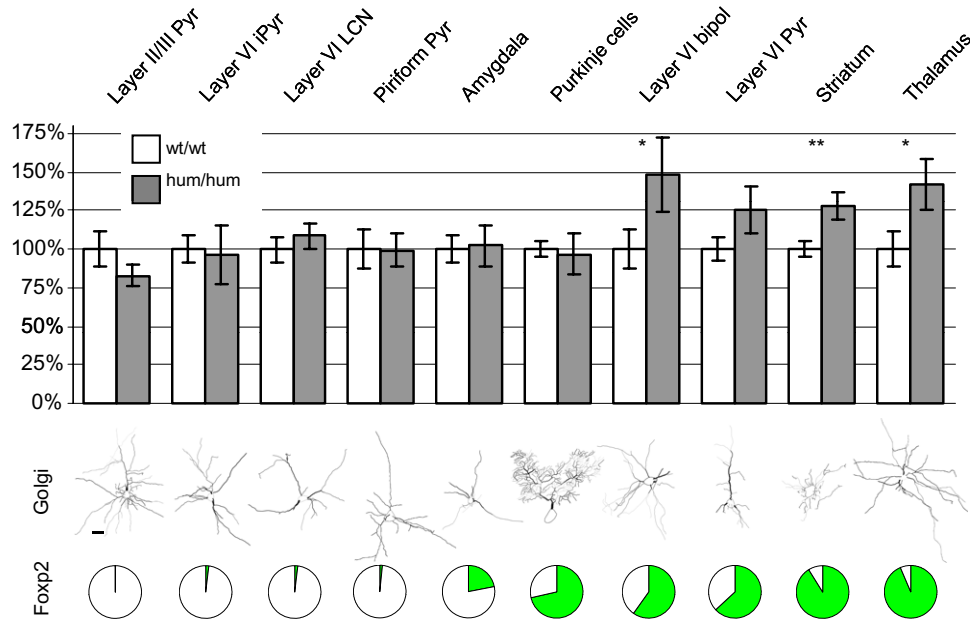 Layer II/III Pyr
Layer VI iPyr
Layer VI LCN
Piriform Pyr
Amygdala
Purkinje cells
Layer VI bipol
Layer VI Pyr
Striatum
Thalamus
175%
150%
125%
100%
75%
50%
25%
0%
wt/wt
hum/hum
*
**
*
Golgi
Foxp2